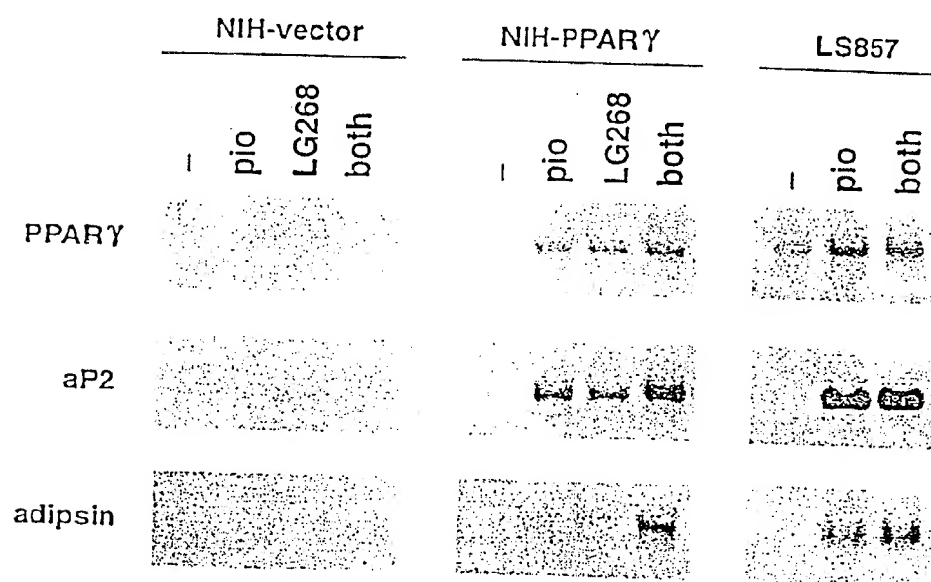 NIH-vector NIH-PPARγ LS857
– pio LG268 both – pio LG268 both – pio both
PPARγ
aP2
adipsin